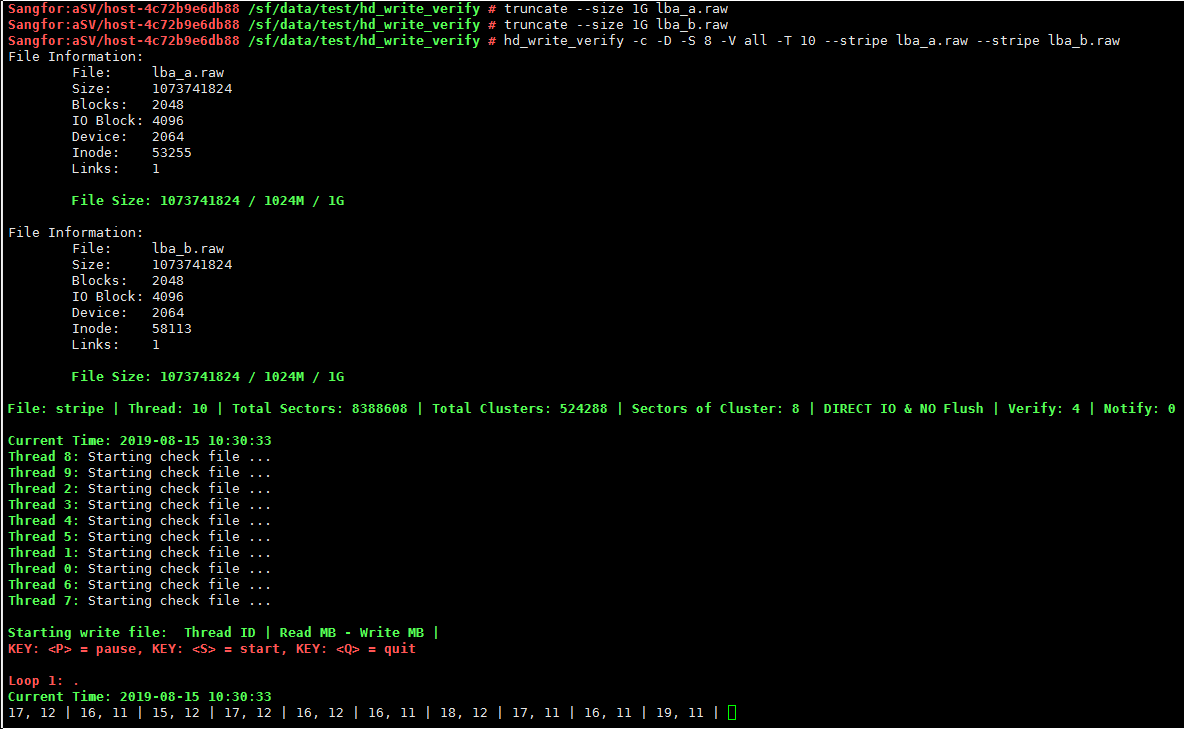 Sangfor:aSV/host-4c72b9e6db88 /sf/data/test/hd_write_verify # truncate --size 1G lba_a.raw
Sangfor:aSV/host-4c72b9e6db88 /sf/data/test/hd_write_verify # truncate --size 1G lba_b.raw
Sangfor:aSV/host-4c72b9e6db88 /sf/data/test/hd_write_verify # hd_write_verify -c -D -S 8 -V all -T 10 --stripe lba_a.raw --stripe lba_b.raw
File Information:
File: lba_a.raw
Size: 1073741824
Blocks: 2048
IO Block: 4096
Device: 2064
Inode: 53255
Links: 1
File Size: 1073741824 / 1024M / 1G
File Information:
File: lba_b.raw
Size: 1073741824
Blocks: 2048
IO Block: 4096
Device: 2064
Inode: 58113
Links: 1
File Size: 1073741824 / 1024M / 1G
File: stripe | Thread: 10 | Total Sectors: 8388608 | Total Clusters: 524288 | Sectors of Cluster: 8 | DIRECT IO & NO Flush | Verify: 4 | Notify: 0
Current Time: 2019-08-15 10:30:33
Thread 8: Starting check file ...
Thread 9: Starting check file ...
Thread 2: Starting check file ...
Thread 3: Starting check file ...
Thread 4: Starting check file ...
Thread 5: Starting check file ...
Thread 1: Starting check file ...
Thread 0: Starting check file ...
Thread 6: Starting check file ...
Thread 7: Starting check file ...
Starting write file: Thread ID | Read MB - Write MB |
KEY: <P> = pause, KEY: <S> = start, KEY: <Q> = quit
Loop 1: .
Current Time: 2019-08-15 10:30:33
17, 12 | 16, 11 | 15, 12 | 17, 12 | 16, 12 | 16, 11 | 18, 12 | 17, 11 | 16, 11 | 19, 11 |